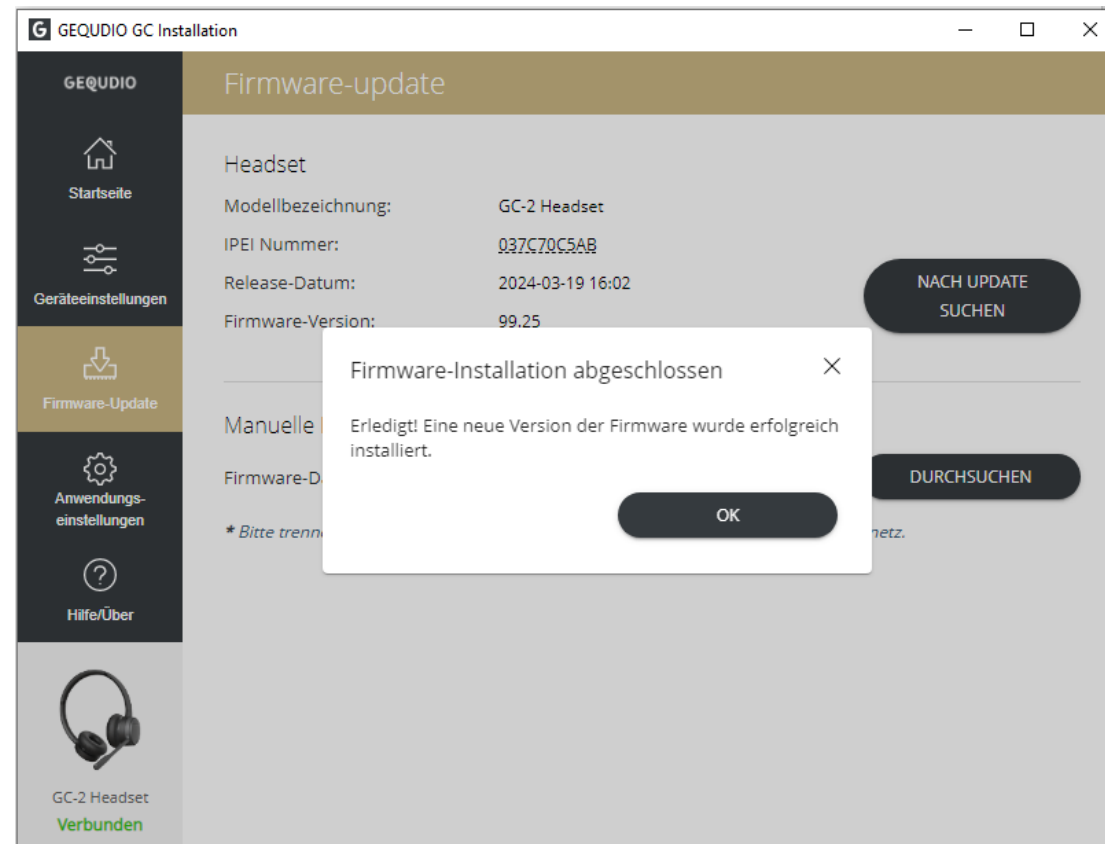 G GEQUDIO GC Installation
GEQUDIO
Startseite
Geräteeinstellungen
Firmware-Update
Anwendungs-
einstellungen
Hilfe/Über
GC-2 Headset
Verbunden
Firmware-update
Headset
Modellbezeichnung: GC-2 Headset
IPEI Nummer: 037C70C5AB
Release-Datum: 2024-03-19 16:02
Firmware-Version: 99.25
NACH UPDATE
SUCHEN
Manuelle
Firmware-D
DURCHSUCHEN
* Bitte trenn
netz.
Firmware-Installation abgeschlossen
Erledigt! Eine neue Version der Firmware wurde erfolgreich
installiert.
OK